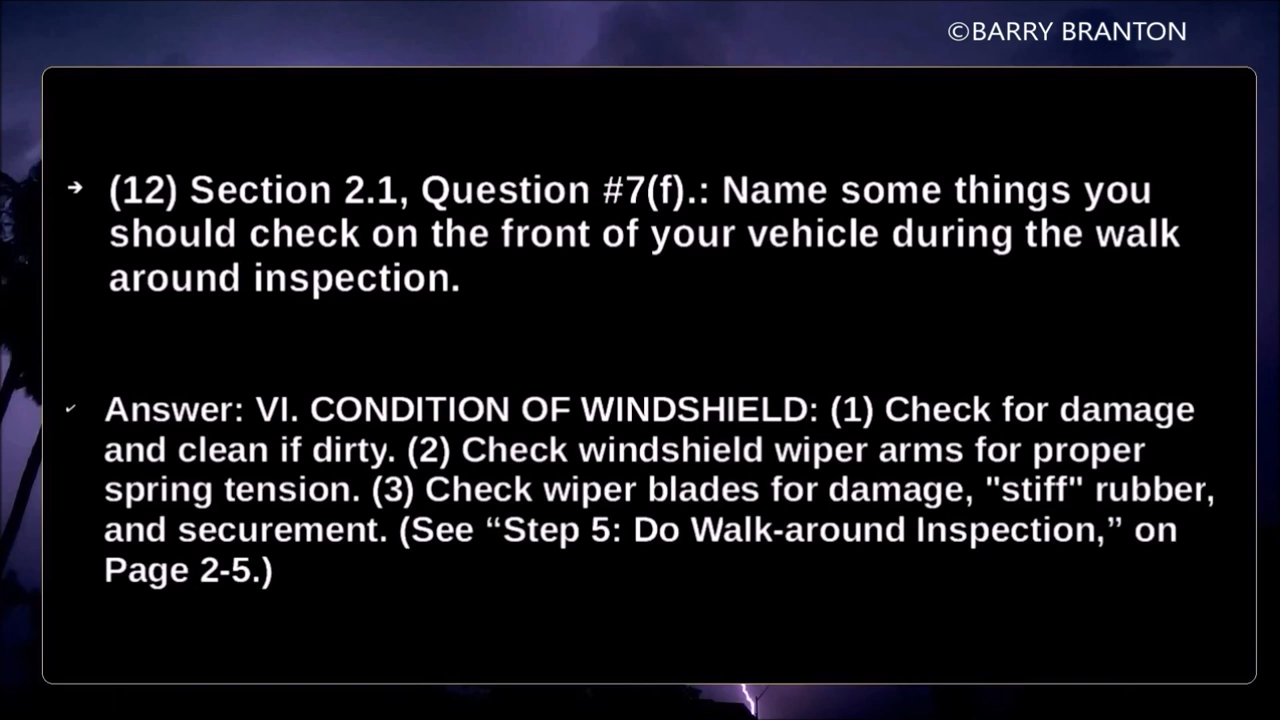 ©BARRY BRANTON
➔ (12) Section 2.1, Question #7(f).: Name some things you
should check on the front of your vehicle during the walk
around inspection.
✓ Answer: VI. CONDITION OF WINDSHIELD: (1) Check for damage
and clean if dirty. (2) Check windshield wiper arms for proper
spring tension. (3) Check wiper blades for damage, "stiff" rubber,
and securement. (See “Step 5: Do Walk-around Inspection,” on
Page 2-5.)